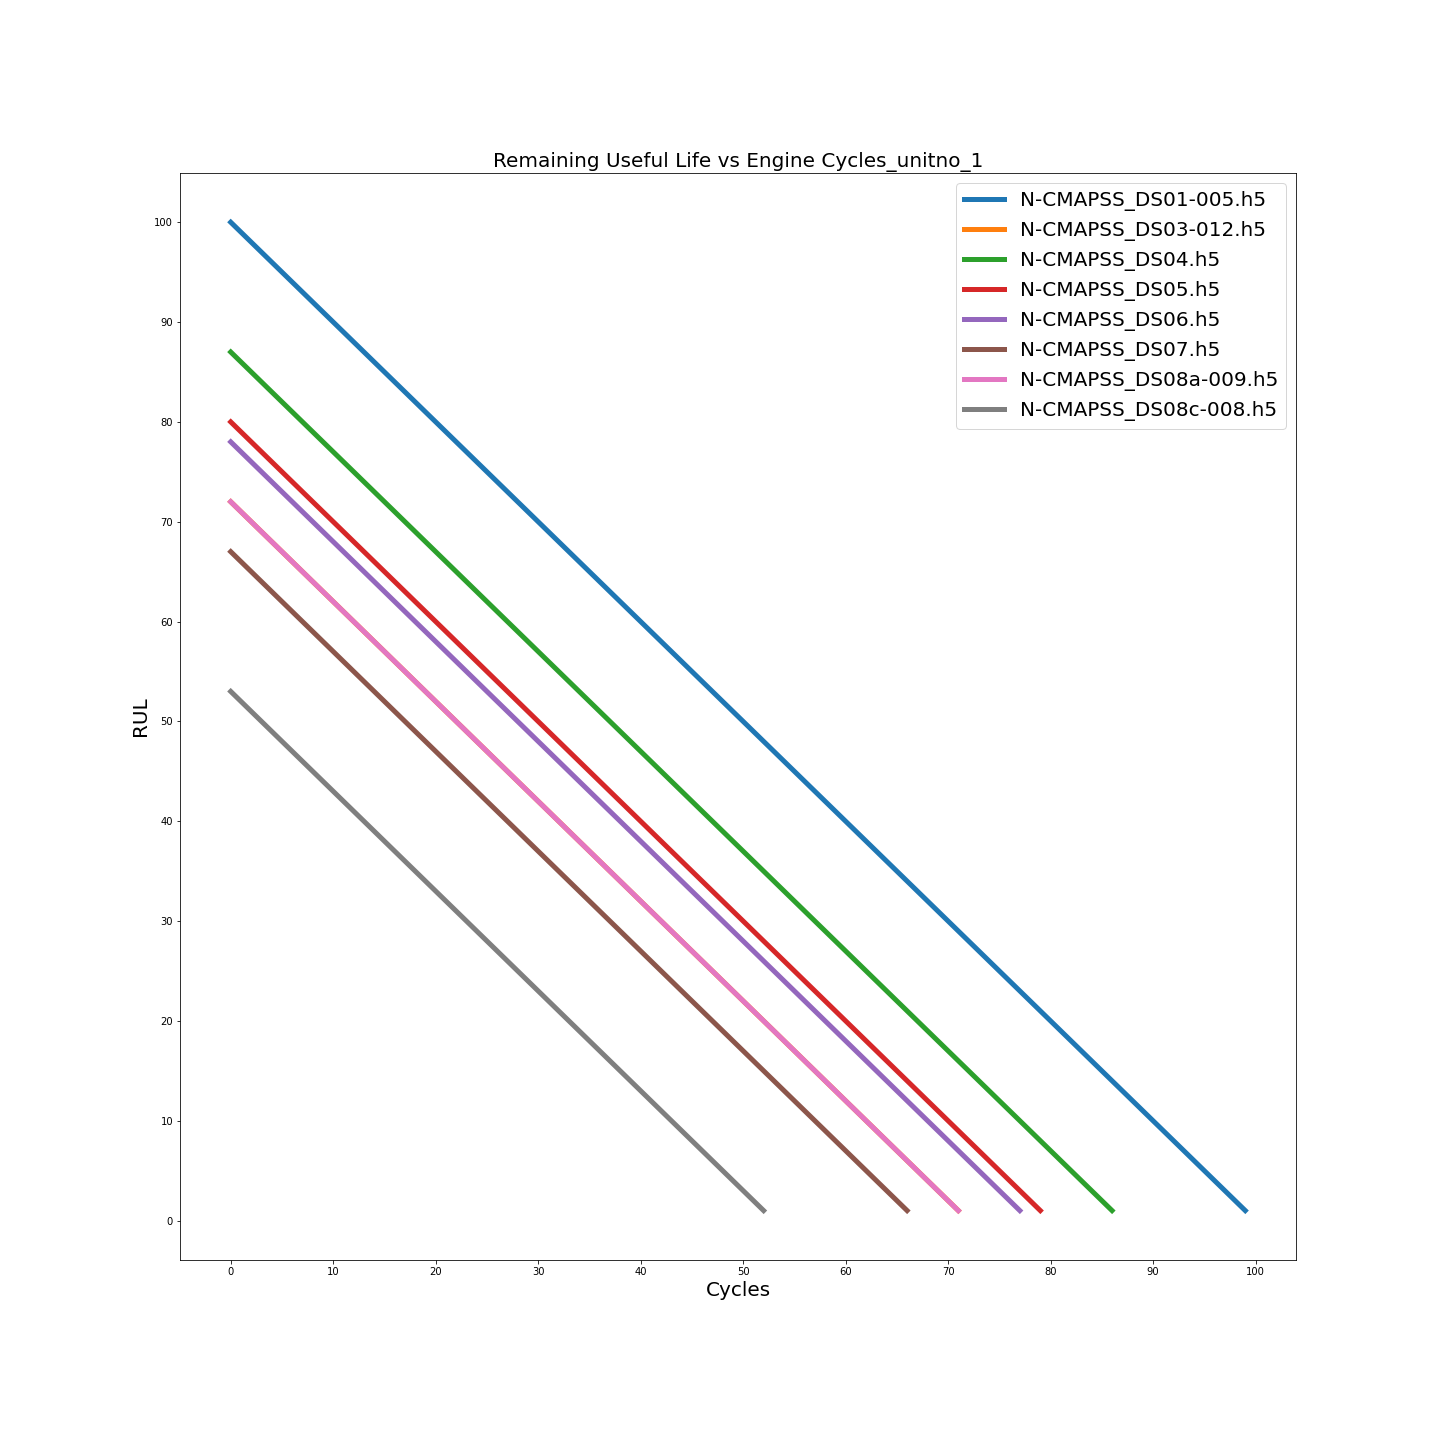 Remaining Useful Life vs Engine Cycles_unitno_1
N-CMAPSS_DS01-005.h5
N-CMAPSS_DS03-012.h5
N-CMAPSS_DS04.h5
N-CMAPSS_DS05.h5
N-CMAPSS_DS06.h5
N-CMAPSS_DS07.h5
N-CMAPSS_DS08a-009.h5
N-CMAPSS_DS08c-008.h5
RUL
100
90
80
70
60
50
40
30
20
10
0
0 10 20 30 40 50 60 70 80 90 100
Cycles